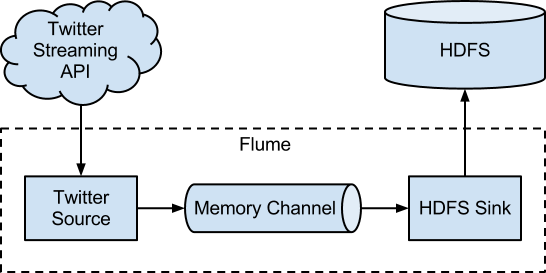 Twitter
Streaming
API
HDFS
Flume
Twitter
Source
Memory Channel
HDFS Sink